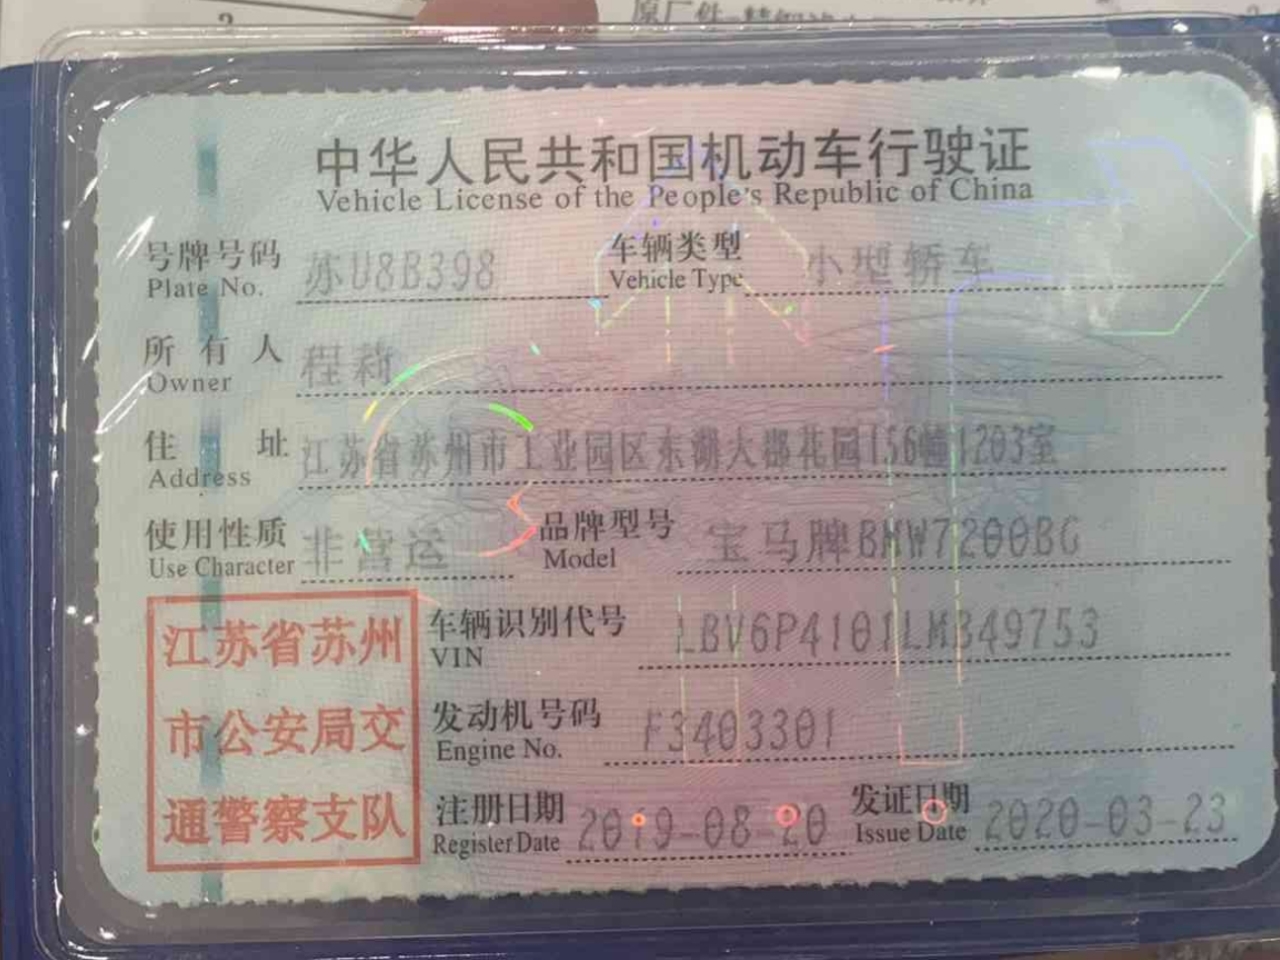 中华人民共和国机动车行驶证
Vehicle License of the People's Republic of China
号牌号码 苏U8B398 车辆类型 小型轿车
Plate No. Vehicle Type
所有人 程莉
Owner
住址 江苏省苏州市工业园区东湖大郡花园156幢1203室
Address
使用性质 非营运 品牌型号 宝马牌BMW7200BG
Use Character Model
江苏省苏州
市公安局交
通警察支队
车辆识别代号 LBV6P4101LM349753
VIN
发动机号码 F3403301
Engine No.
注册日期 2019-08-20 发证日期 2020-03-23
Register Date Issue Date